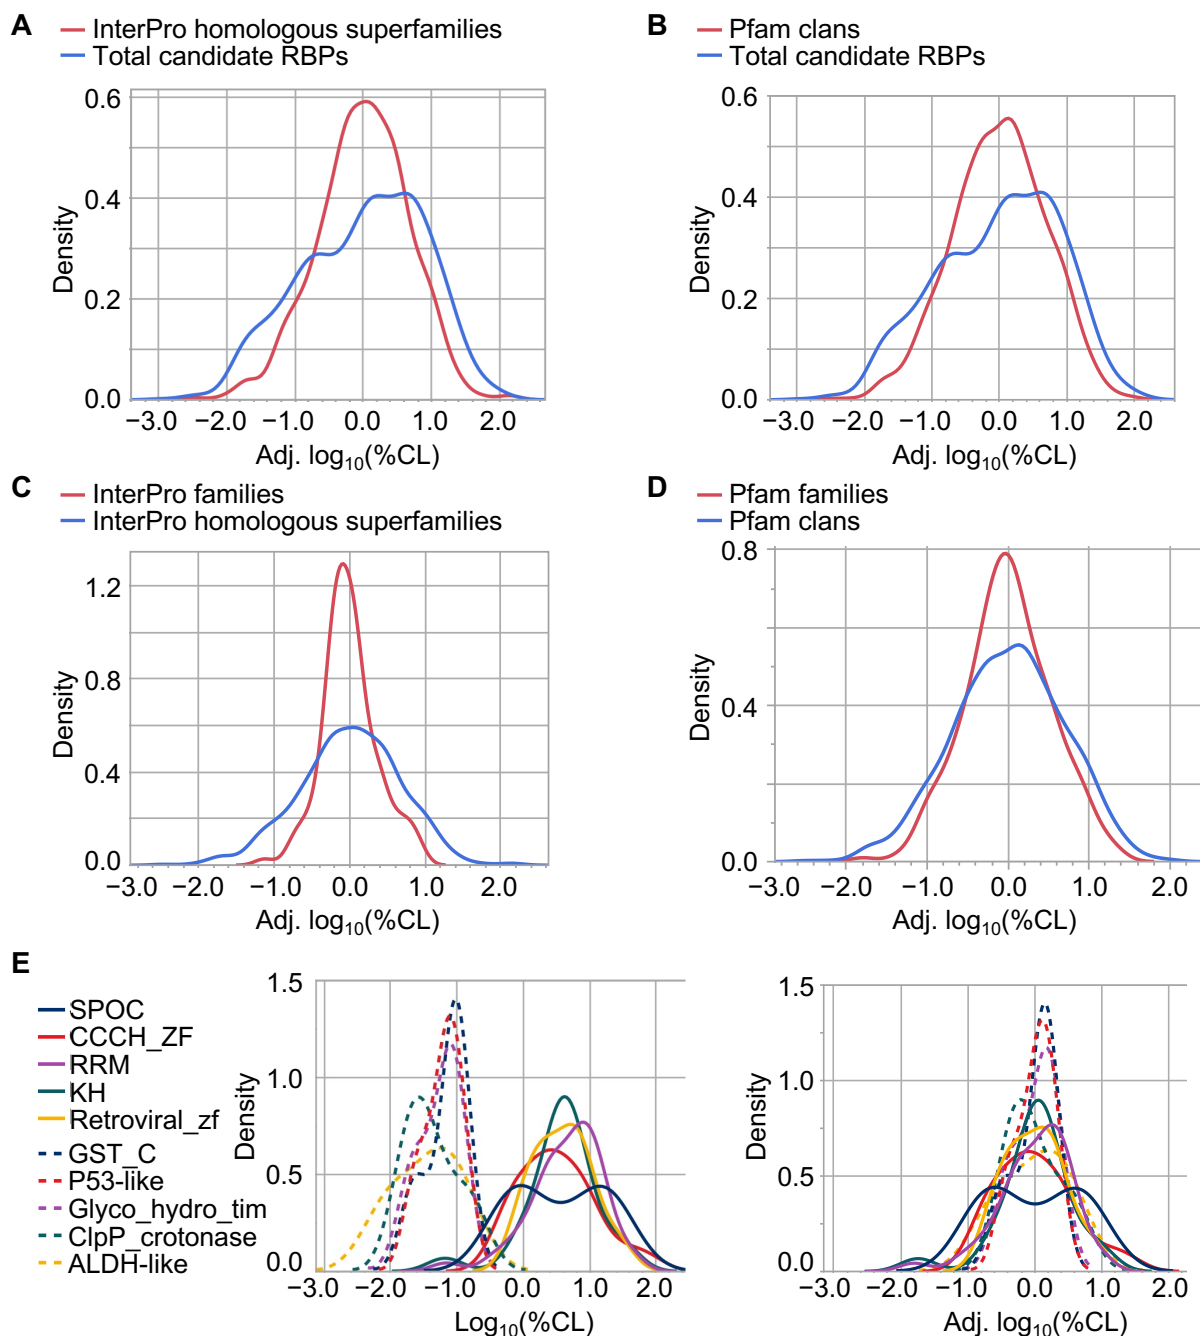 A
InterPro homologous superfamilies
Total candidate RBPs
0.6
0.4
0.2
0.0
Density
−3.0 −2.0 −1.0 0.0 1.0 2.0
Adj. log10(%CL)
B
Pfam clans
Total candidate RBPs
0.6
0.4
0.2
0.0
Density
−3.0 −2.0 −1.0 0.0 1.0 2.0
Adj. log10(%CL)
C
InterPro families
InterPro homologous superfamilies
1.2
0.8
0.4
0.0
Density
−3.0 −2.0 −1.0 0.0 1.0 2.0
Adj. log10(%CL)
D
Pfam families
Pfam clans
0.8
0.4
0.0
Density
−3.0 −2.0 −1.0 0.0 1.0 2.0
Adj. log10(%CL)
E
SPOC
CCCH_ZF
RRM
KH
Retroviral_zf
GST_C
P53-like
Glyco_hydro_tim
ClpP_crotonase
ALDH-like
1.5
1.0
0.5
0.0
Density
−3.0 −2.0 −1.0 0.0 1.0 2.0
Log10(%CL)
1.5
1.0
0.5
0.0
Density
−3.0 −2.0 −1.0 0.0 1.0 2.0
Adj. log10(%CL)